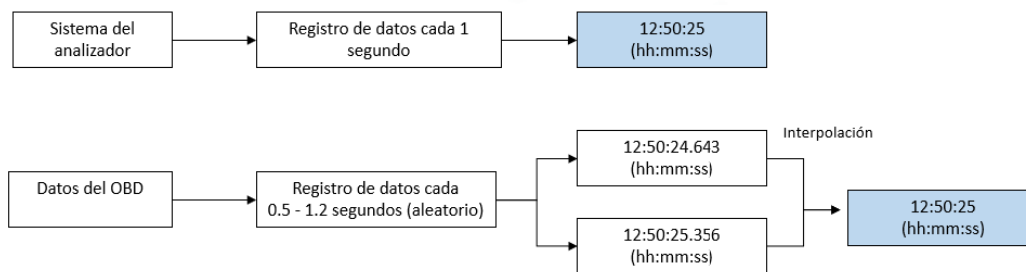 Sistema del
analizador
Registro de datos cada 1
segundo
12:50:25
(hh:mm:ss)
Datos del OBD
Registro de datos cada
0.5 - 1.2 segundos (aleatorio)
12:50:24.643
(hh:mm:ss)
12:50:25.356
(hh:mm:ss)
Interpolación
12:50:25
(hh:mm:ss)